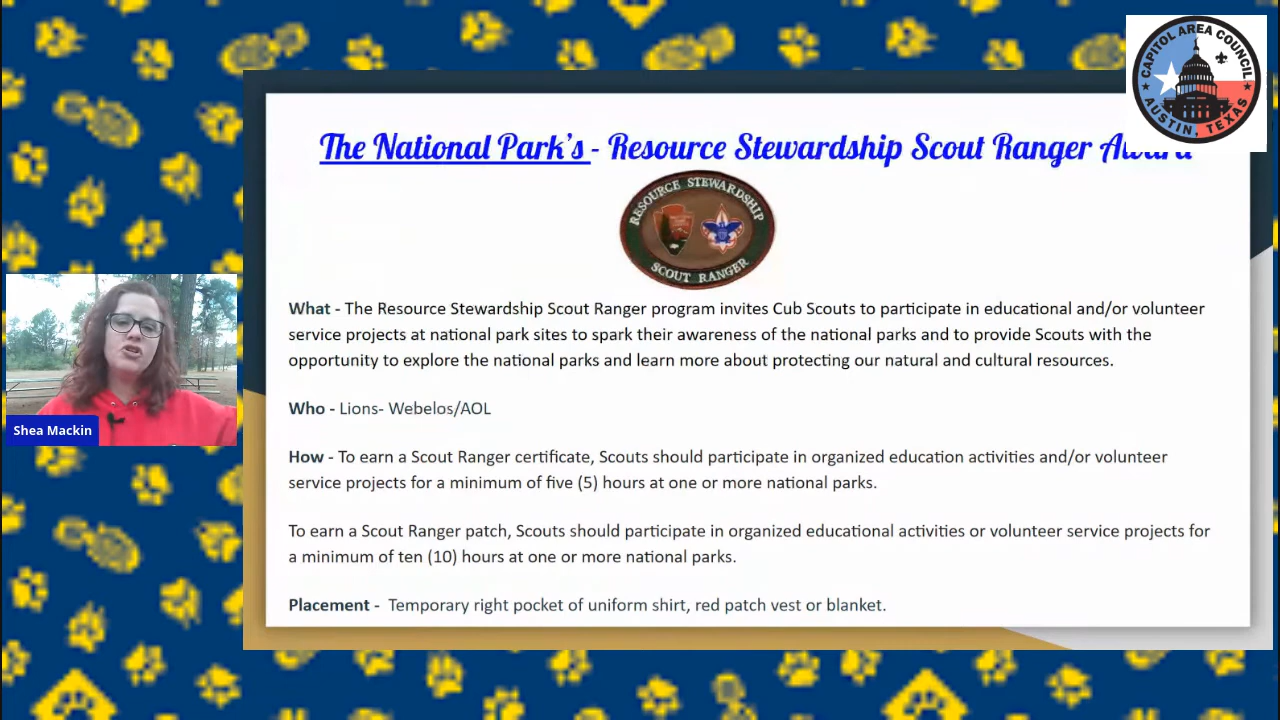 CAPITOL AREA COUNCIL
AUSTIN, TEXAS
The National Park's - Resource Stewardship Scout Ranger Award
RESOURCE STEWARDSHIP
SCOUT RANGER
What - The Resource Stewardship Scout Ranger program invites Cub Scouts to participate in educational and/or volunteer
service projects at national park sites to spark their awareness of the national parks and to provide Scouts with the
opportunity to explore the national parks and learn more about protecting our natural and cultural resources.
Who - Lions- Webelos/AOL
Shea Mackin
How - To earn a Scout Ranger certificate, Scouts should participate in organized education activities and/or volunteer
service projects for a minimum of five (5) hours at one or more national parks.
To earn a Scout Ranger patch, Scouts should participate in organized educational activities or volunteer service projects for
a minimum of ten (10) hours at one or more national parks.
Placement - Temporary right pocket of uniform shirt, red patch vest or blanket.